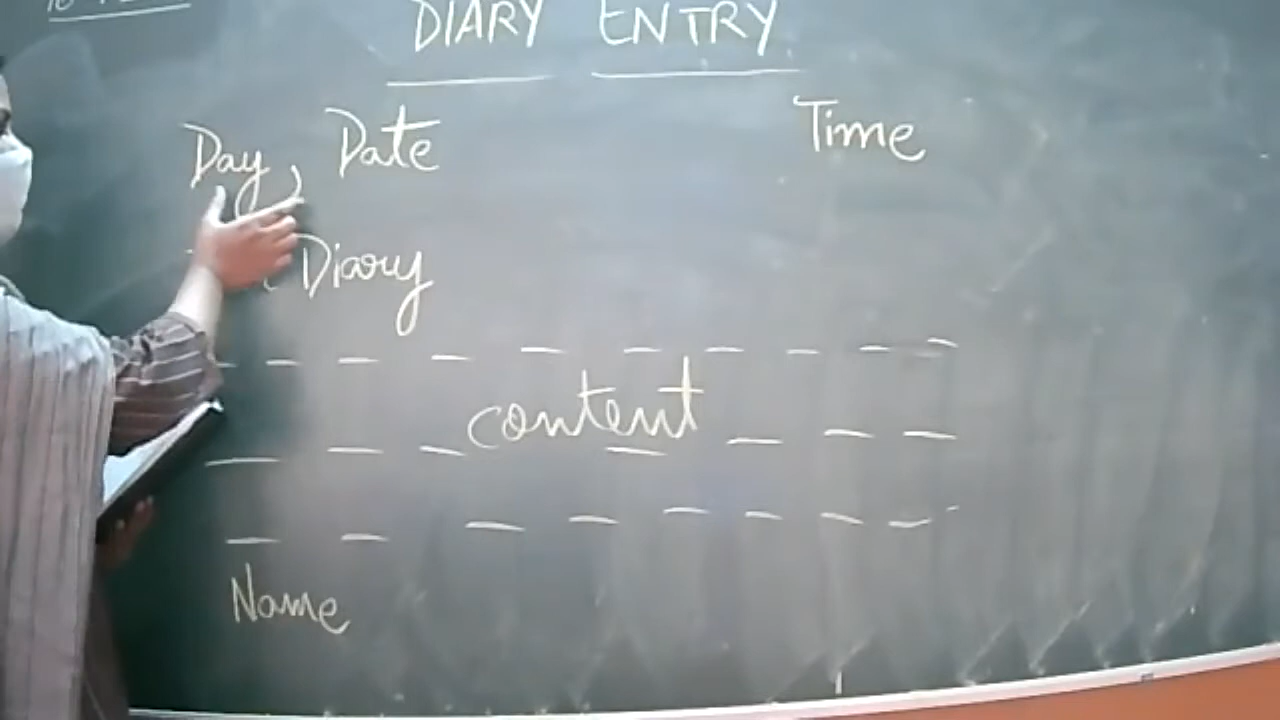 DIARY ENTRY
Day, Date Time
Diary
content
Name